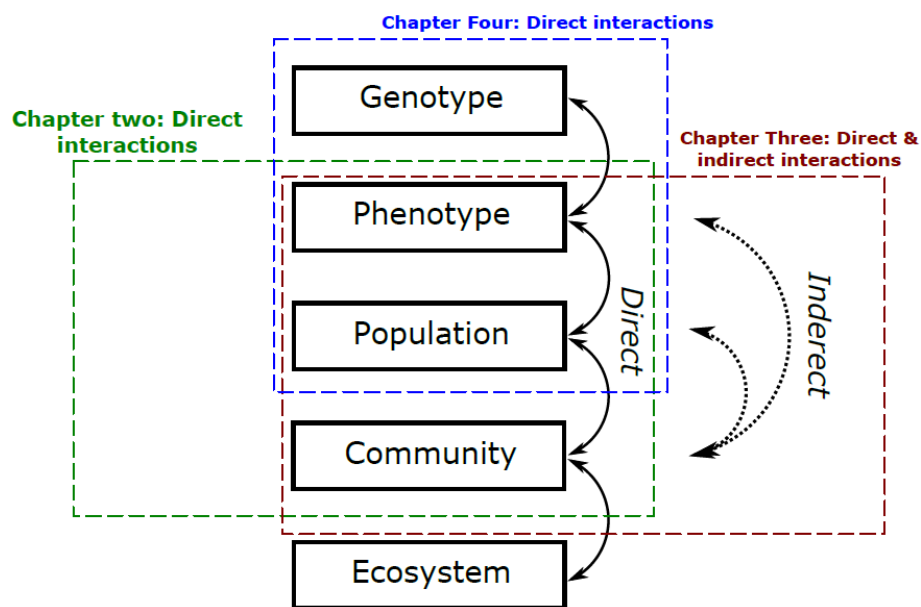 Chapter Four: Direct interactions
Genotype
Chapter two: Direct
interactions
Chapter Three: Direct &
indirect interactions
Phenotype
Population
Direct
Inderect
Community
Ecosystem